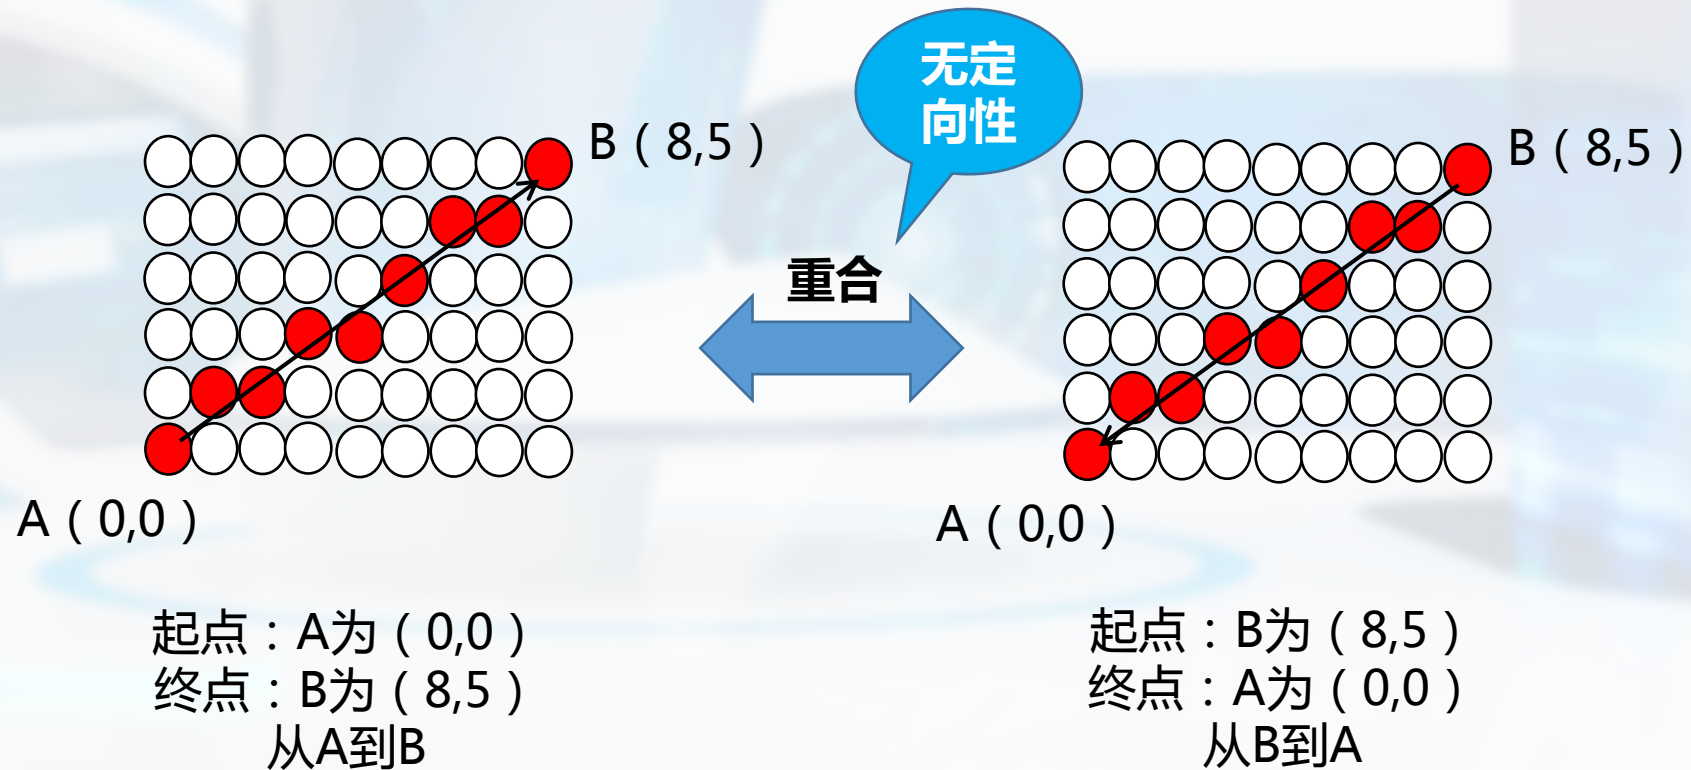 无定
向性
B（8,5）
B（8,5）
重合
A（0,0）
A（0,0）
起点：A为（0,0）
终点：B为（8,5）
从A到B
起点：B为（8,5）
终点：A为（0,0）
从B到A